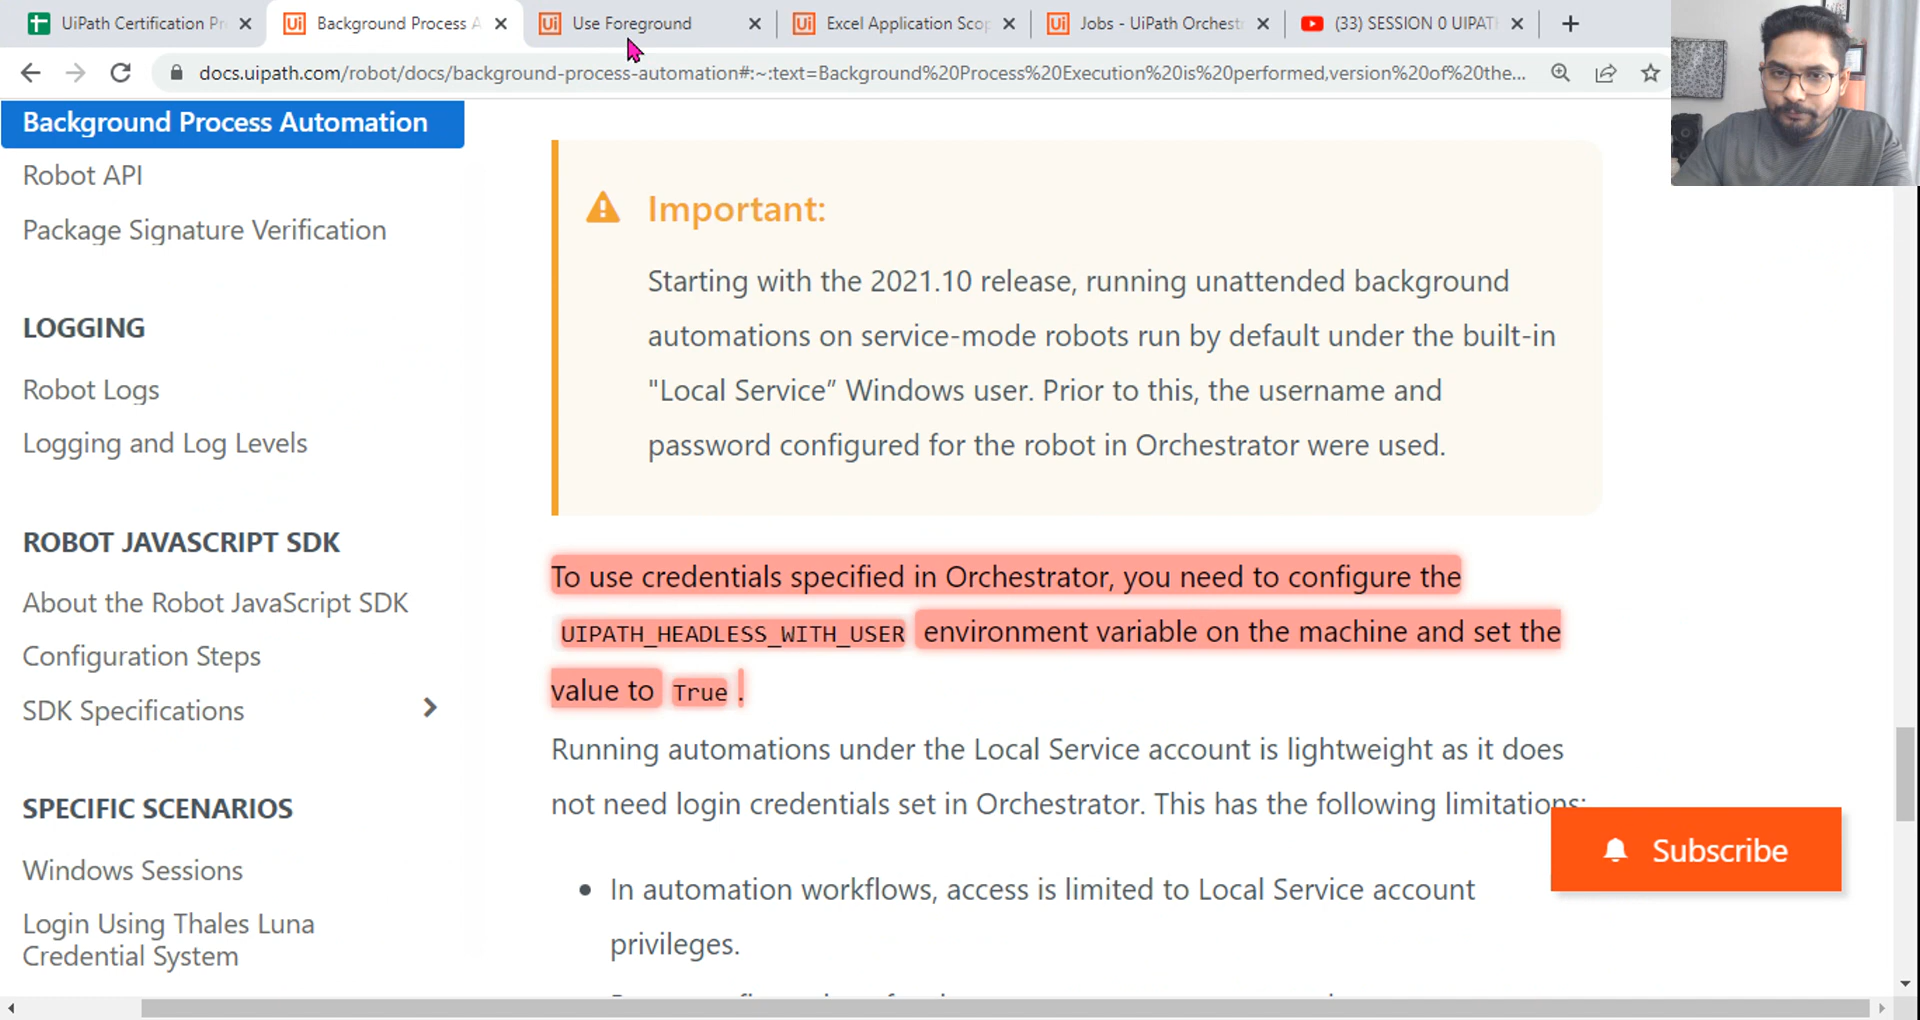 UiPath Certification Pr
Background Process A
Use Foreground
Excel Application Scop
Jobs - UiPath Orchestr
(33) SESSION 0 UIPAT
docs.uipath.com/robot/docs/background-process-automation#:~:text=Background%20Process%20Execution%20is%20performed,version%20of%20the...
Background Process Automation
Robot API
Package Signature Verification
LOGGING
Robot Logs
Logging and Log Levels
ROBOT JAVASCRIPT SDK
About the Robot JavaScript SDK
Configuration Steps
SDK Specifications
SPECIFIC SCENARIOS
Windows Sessions
Login Using Thales Luna
Credential System
Important:
Starting with the 2021.10 release, running unattended background
automations on service-mode robots run by default under the built-in
"Local Service” Windows user. Prior to this, the username and
password configured for the robot in Orchestrator were used.
To use credentials specified in Orchestrator, you need to configure the
UIPATH_HEADLESS_WITH_USER environment variable on the machine and set the
value to True .
Running automations under the Local Service account is lightweight as it does
not need login credentials set in Orchestrator. This has the following limitations:
• In automation workflows, access is limited to Local Service account
privileges.
Subscribe